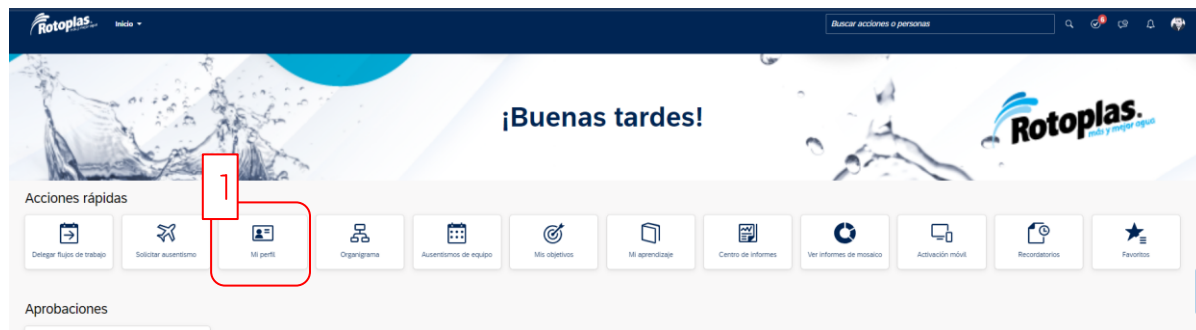 Rotoplas.
Inicio
Buscar acciones o personas
6
¡Buenas tardes!
Rotoplas.
más y mejor agua
Acciones rápidas
1
Delegar flujos de trabajo
Solicitar ausentismo
Mi perfil
Organigrama
Ausentismos de equipo
Mis objetivos
Mi aprendizaje
Centro de informes
Ver informes de mosaico
Activación móvil
Recordatorios
Favoritos
Aprobaciones